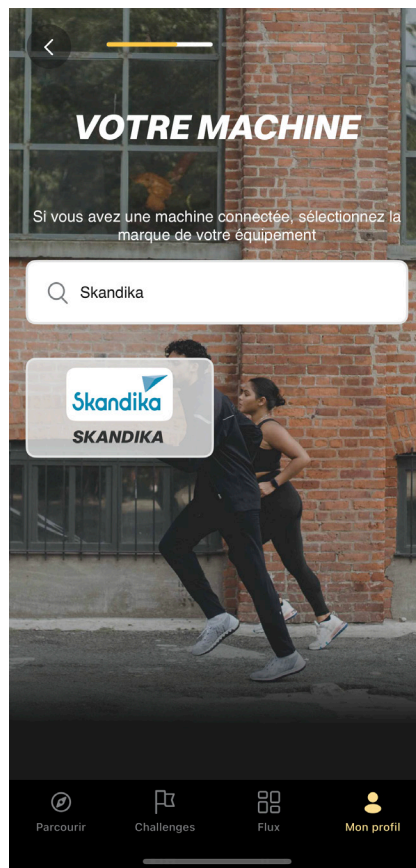 VOTRE MACHINE
Si vous avez une machine connectée, sélectionnez la
marque de votre équipement
Skandika
Skandika
SKANDIKA
Parcourir
Challenges
Flux
Mon profil